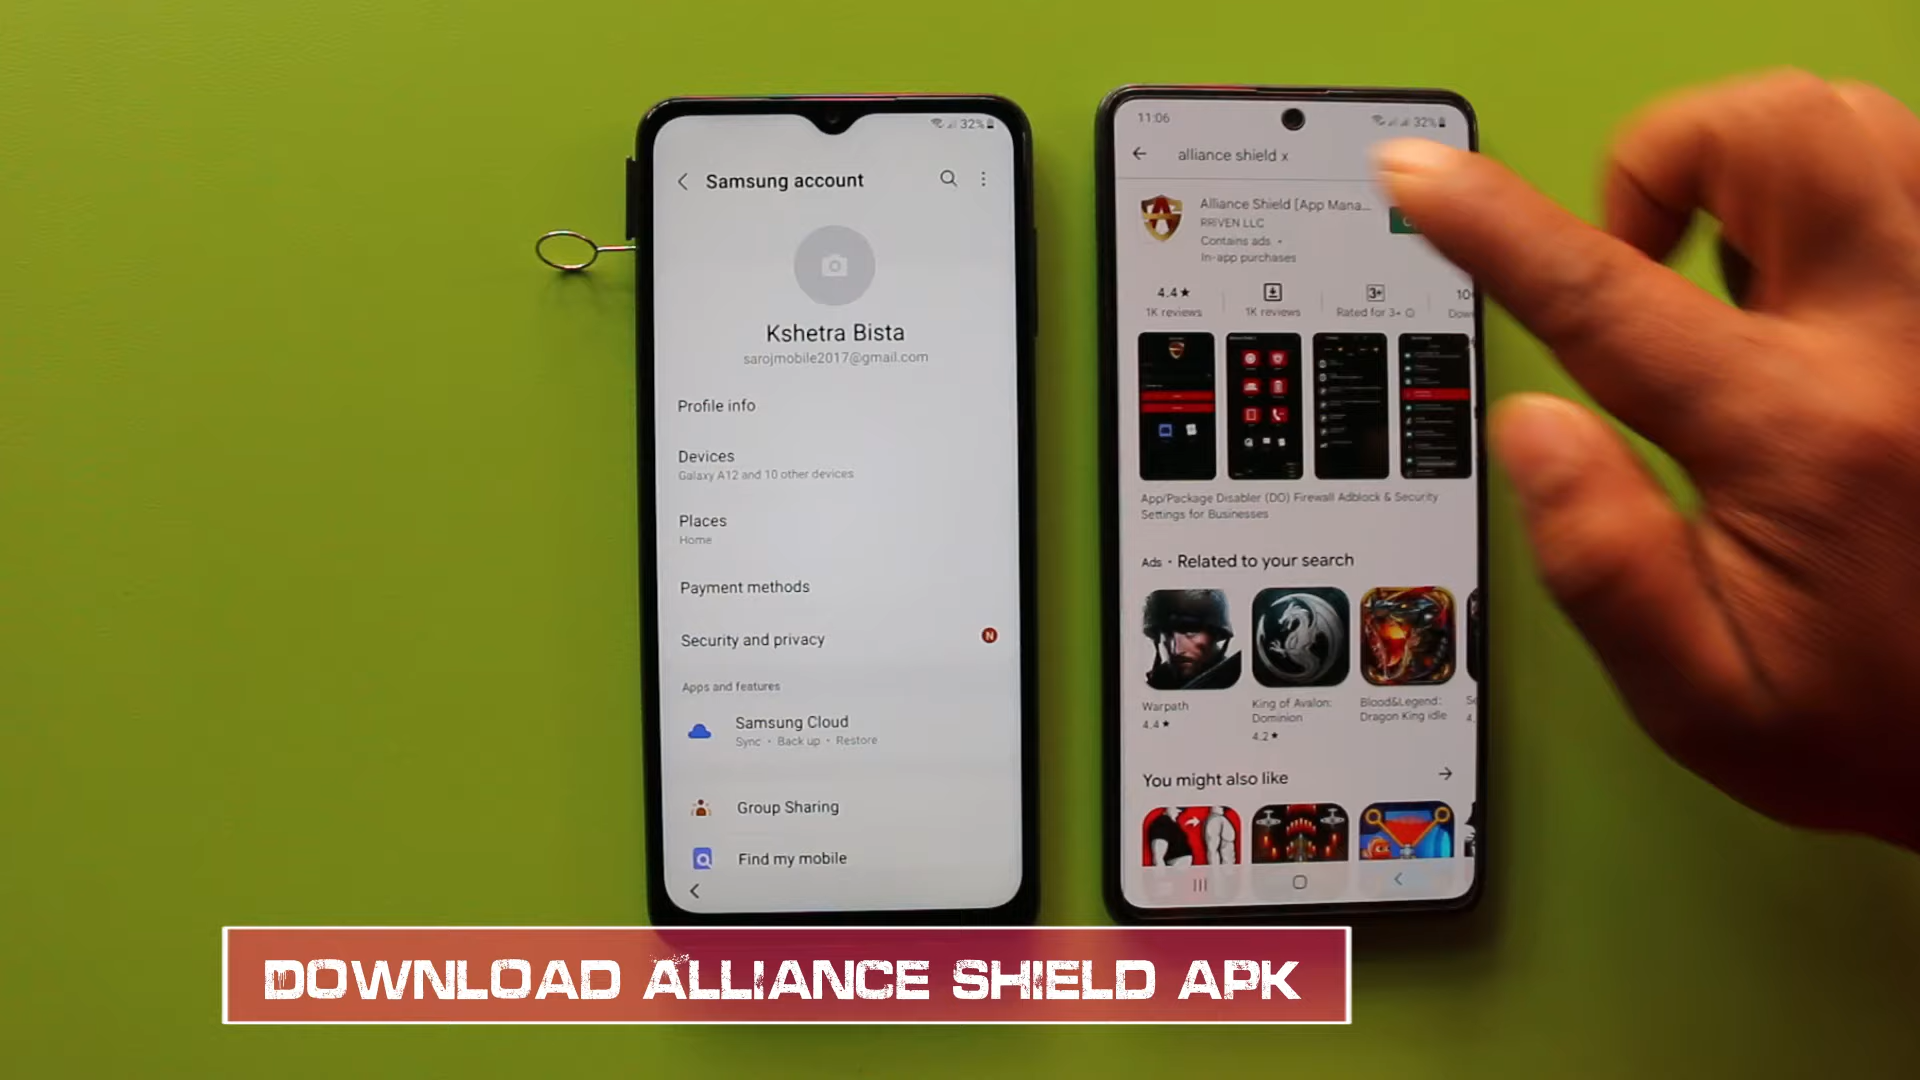 32%
Samsung account
Kshetra Bista
sarojmobile2017@gmail.com
Profile info
Devices
Galaxy A12 and 10 other devices
Places
Home
Payment methods
Security and privacy
N
Apps and features
Samsung Cloud
Sync • Back up • Restore
Group Sharing
Find my mobile
11:06
32%
alliance shield x
Alliance Shield [App Mana...
RRIVEN LLC
Contains ads •
In-app purchases
4.4★
1K reviews
1K reviews
3+
Rated for 3+
10
Down
App/Package Disabler (DO) Firewall Adblock & Security
Settings for Businesses
Ads • Related to your search
Warpath
4.4★
King of Avalon:
Dominion
4.2★
Blood&Legend:
Dragon King idle
You might also like
DOWNLOAD ALLIANCE SHIELD APK